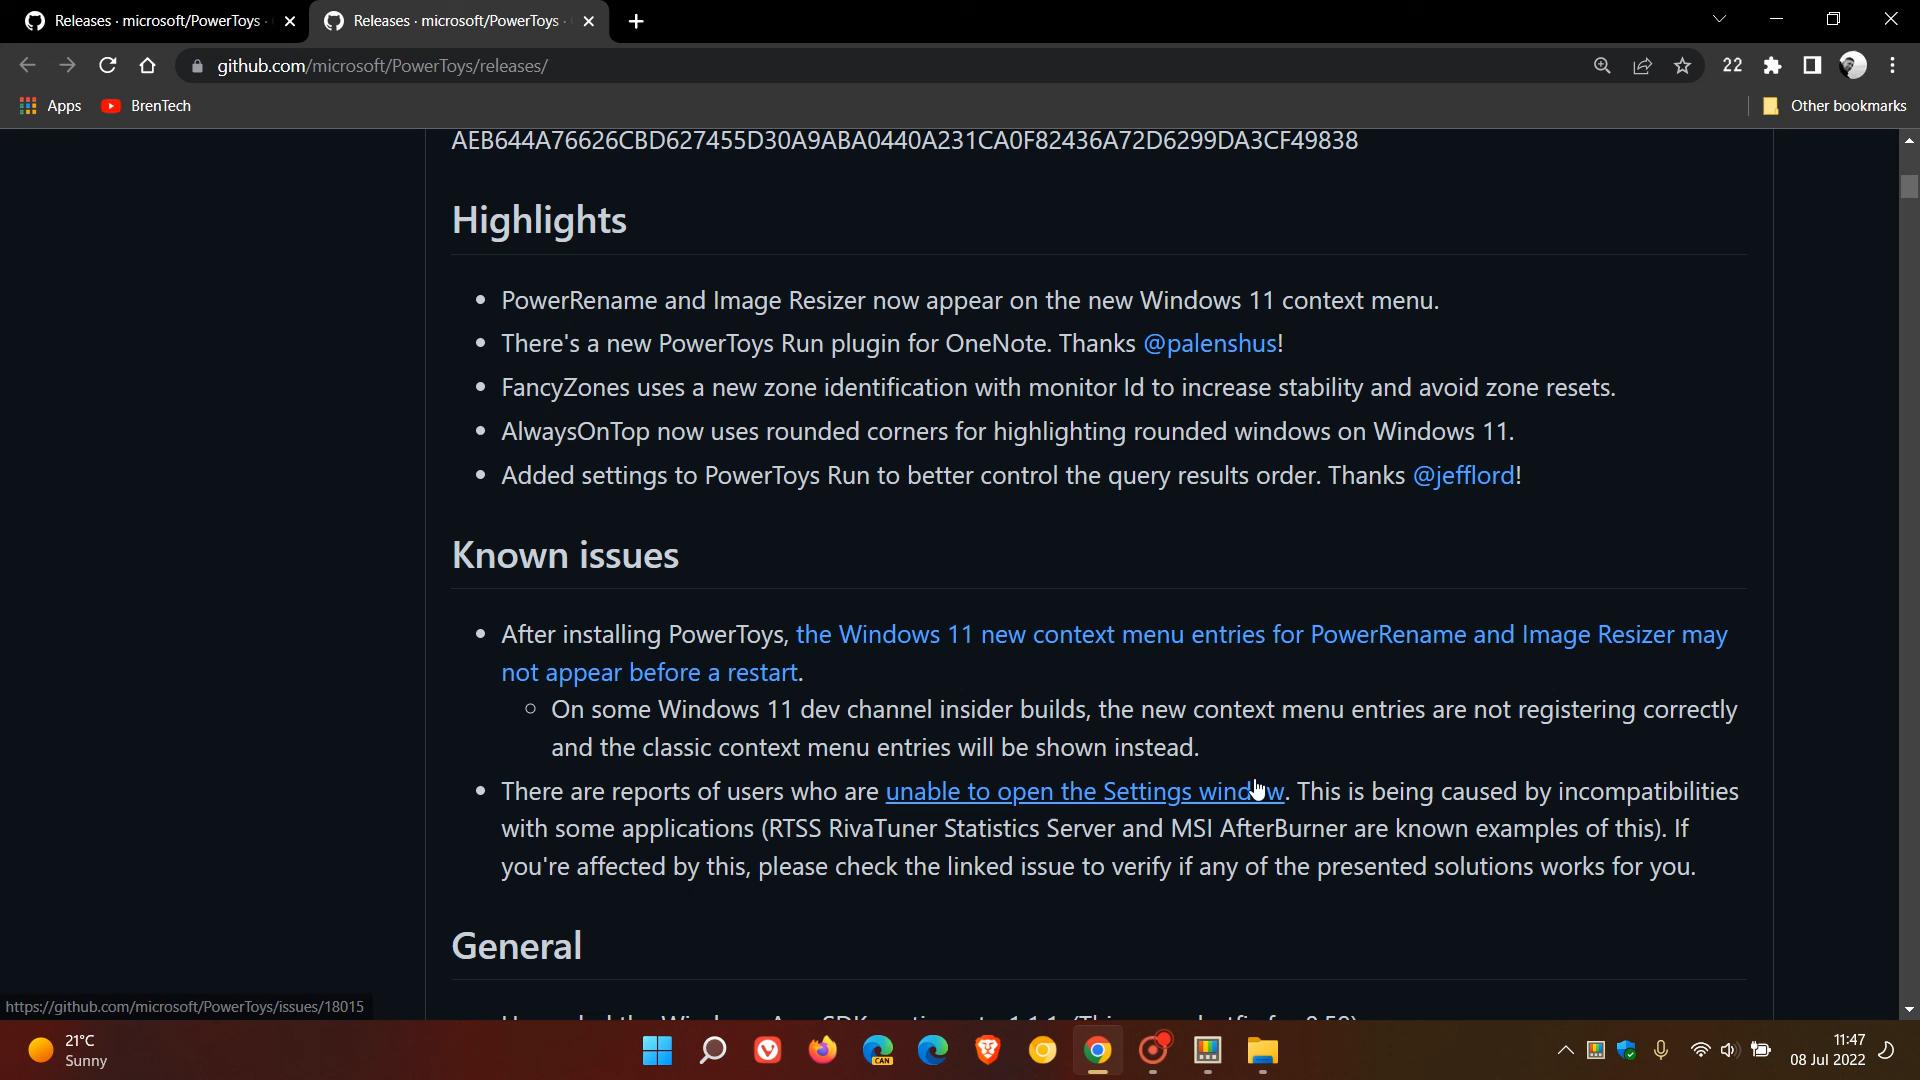 Releases · microsoft/PowerToys ·
Releases · microsoft/PowerToys ·
github.com/microsoft/PowerToys/releases/
22
Apps
BrenTech
Other bookmarks
AEB644A76626CBD627455D30A9ABA0440A231CA0F82436A72D6299DA3CF49838
Highlights
• PowerRename and Image Resizer now appear on the new Windows 11 context menu.
• There's a new PowerToys Run plugin for OneNote. Thanks @palenshus!
• FancyZones uses a new zone identification with monitor Id to increase stability and avoid zone resets.
• AlwaysOnTop now uses rounded corners for highlighting rounded windows on Windows 11.
• Added settings to PowerToys Run to better control the query results order. Thanks @jefflord!
Known issues
• After installing PowerToys, the Windows 11 new context menu entries for PowerRename and Image Resizer may
not appear before a restart.
○ On some Windows 11 dev channel insider builds, the new context menu entries are not registering correctly
and the classic context menu entries will be shown instead.
• There are reports of users who are unable to open the Settings window. This is being caused by incompatibilities
with some applications (RTSS RivaTuner Statistics Server and MSI AfterBurner are known examples of this). If
you're affected by this, please check the linked issue to verify if any of the presented solutions works for you.
General
https://github.com/microsoft/PowerToys/issues/18015
21°C
Sunny
CAN
11:47
08 Jul 2022